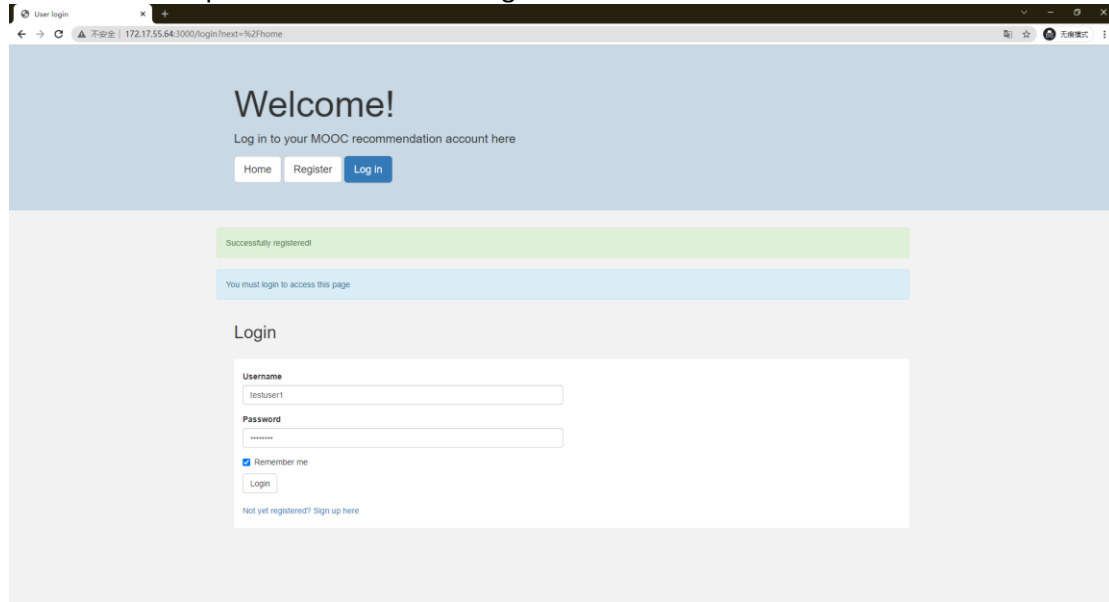 User login
不安全 | 172.17.55.64:3000/login?next=%2Fhome
无痕模式
Welcome!
Log in to your MOOC recommendation account here
Home Register Log in
Successfully registered!
You must login to access this page
Login
Username
testuser1
Password
••••••••
Remember me
Login
Not yet registered? Sign up here